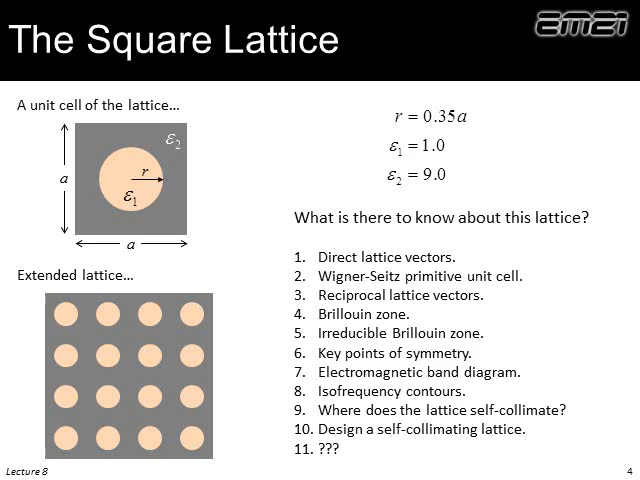 The Square Lattice
EM21
A unit cell of the lattice…
ε₂
r
ε₁
a
a
r = 0.35a
ε₁ = 1.0
ε₂ = 9.0
What is there to know about this lattice?
Extended lattice…
1. Direct lattice vectors.
2. Wigner-Seitz primitive unit cell.
3. Reciprocal lattice vectors.
4. Brillouin zone.
5. Irreducible Brillouin zone.
6. Key points of symmetry.
7. Electromagnetic band diagram.
8. Isofrequency contours.
9. Where does the lattice self-collimate?
10. Design a self-collimating lattice.
11. ???
Lecture 8
4